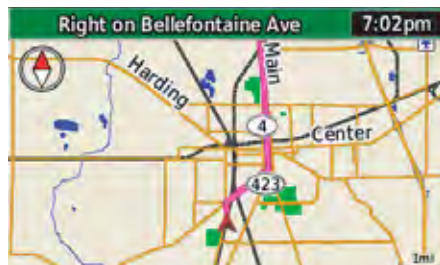 Right on Bellefontaine Ave 7:02pm
Main
Harding
4
Center
423
1mi